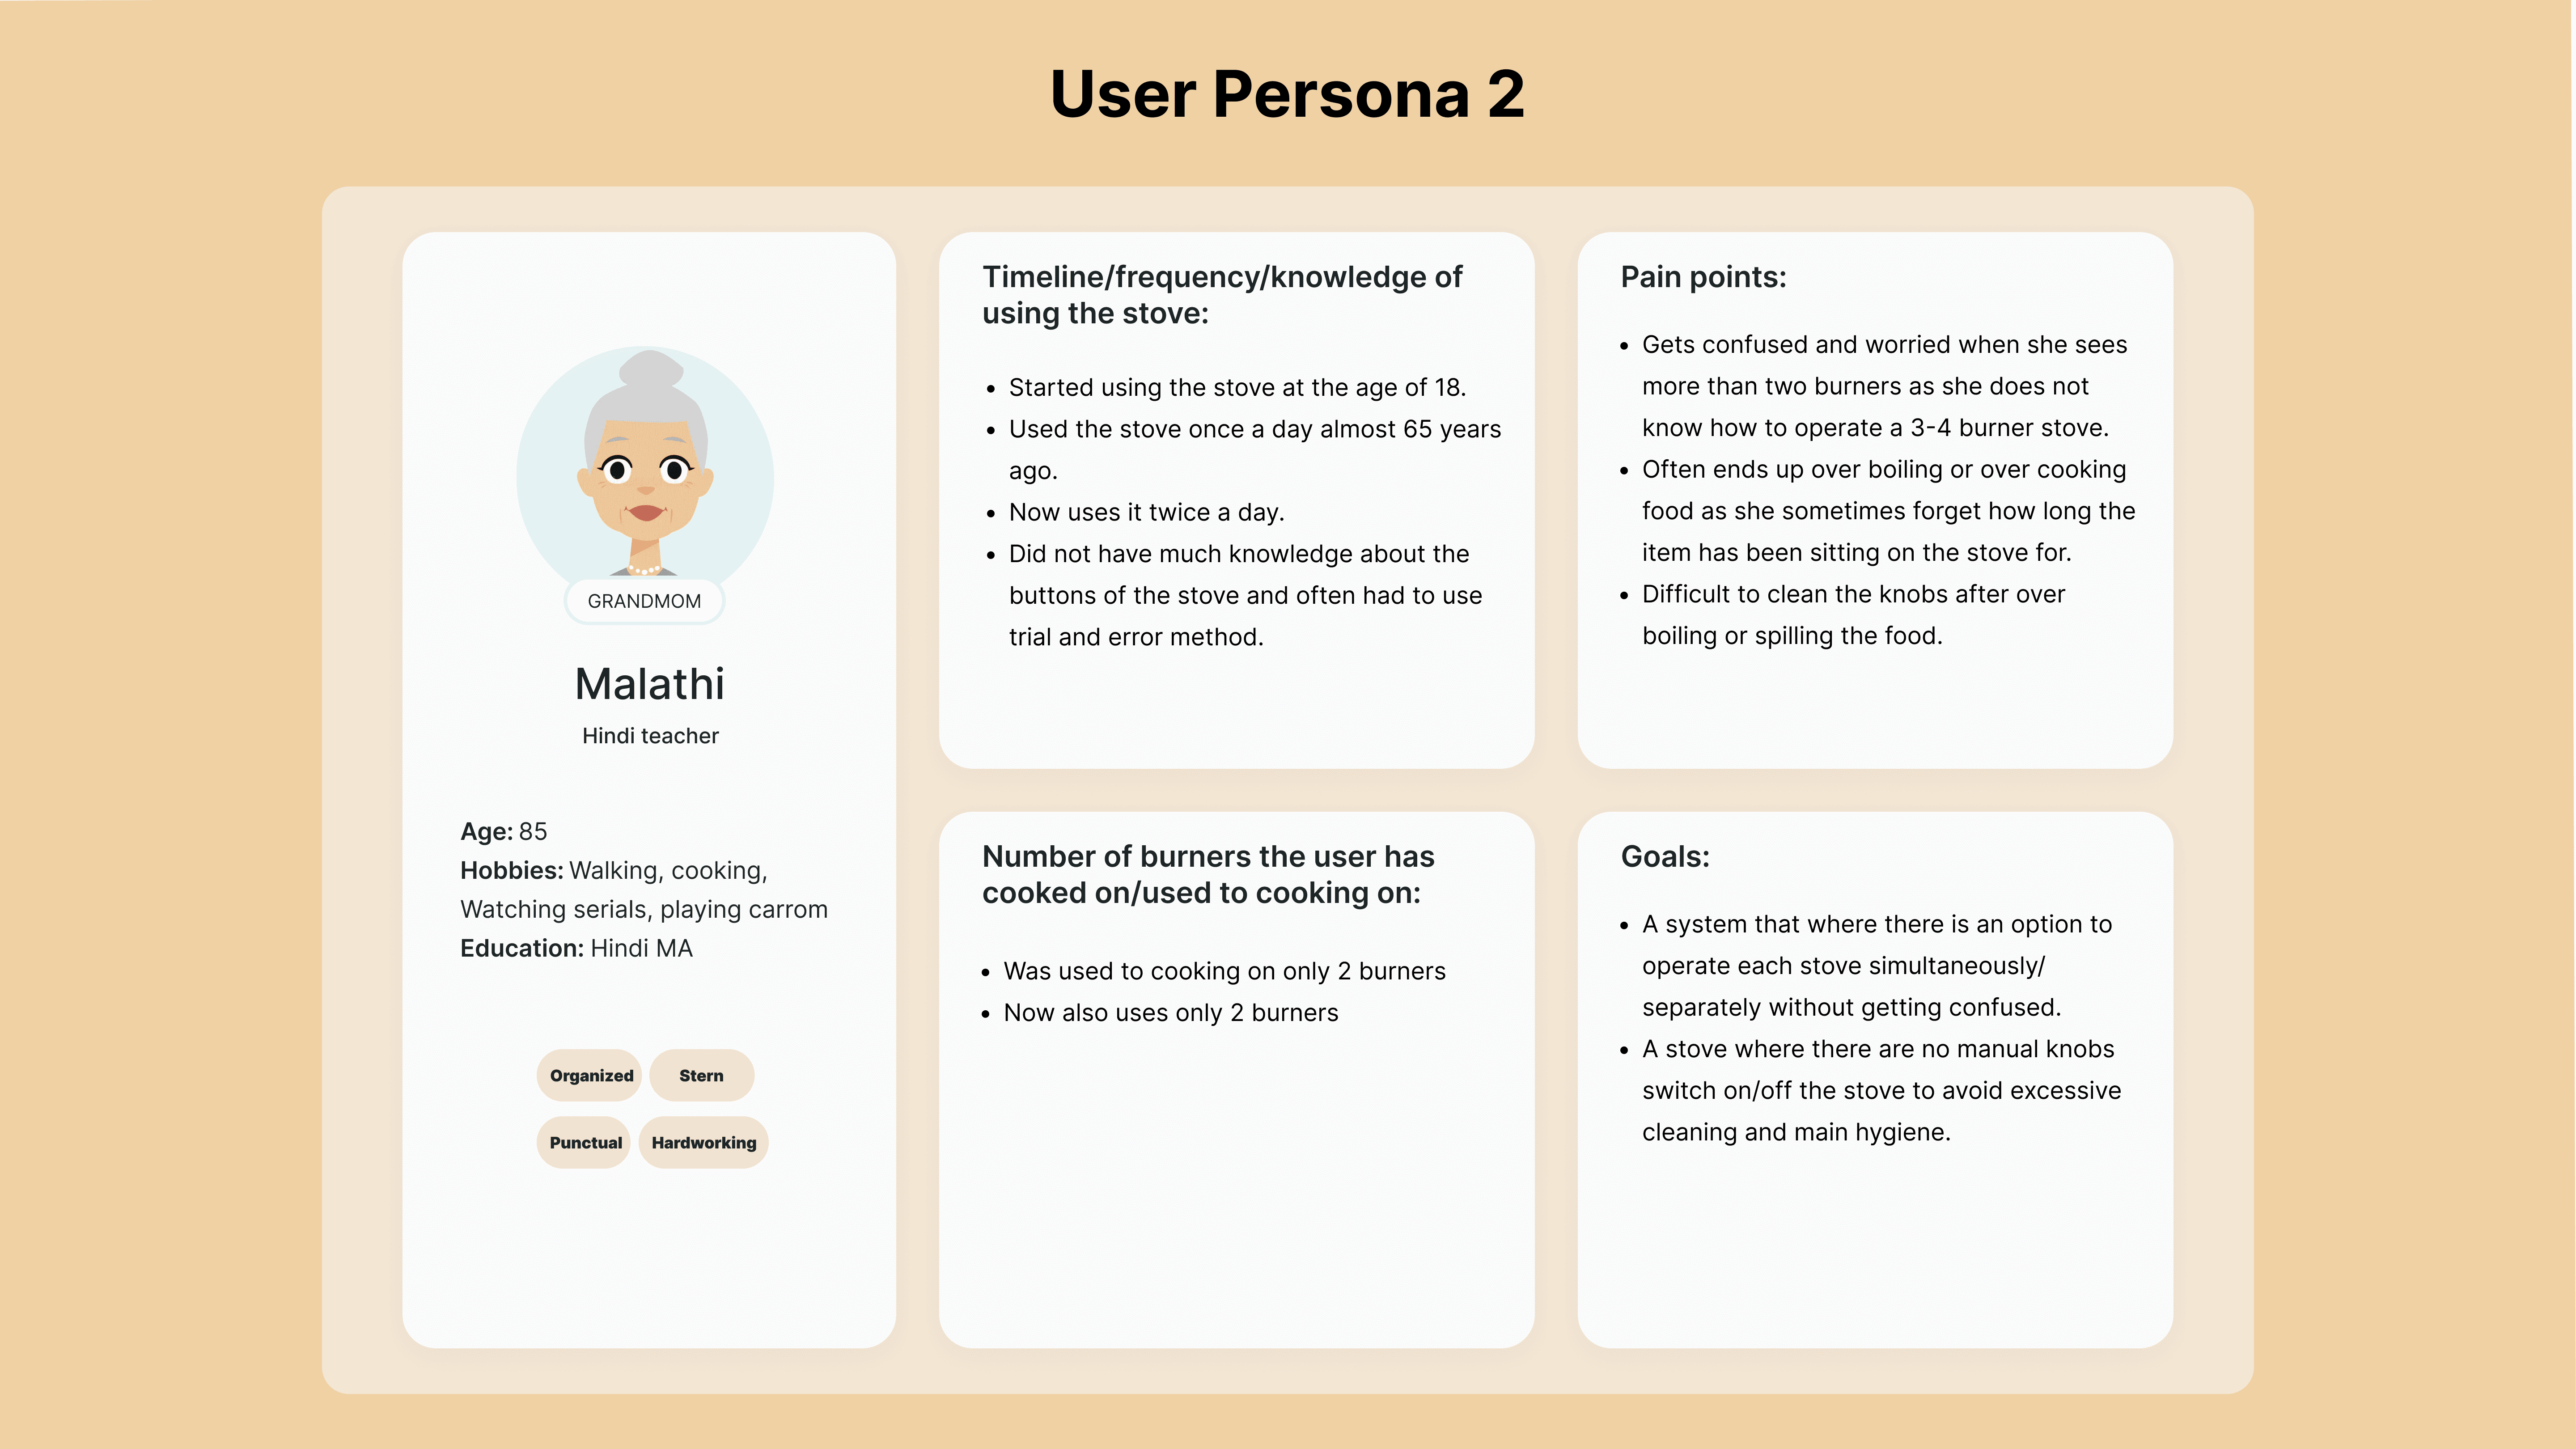 User Persona 2
GRANDMOM
Malathi
Hindi teacher
Age: 85
Hobbies: Walking, cooking,
Watching serials, playing carrom
Education: Hindi MA
Organized
Stern
Punctual
Hardworking
Timeline/frequency/knowledge of
using the stove:
• Started using the stove at the age of 18.
• Used the stove once a day almost 65 years
ago.
• Now uses it twice a day.
• Did not have much knowledge about the
buttons of the stove and often had to use
trial and error method.
Pain points:
• Gets confused and worried when she sees
more than two burners as she does not
know how to operate a 3-4 burner stove.
• Often ends up over boiling or over cooking
food as she sometimes forget how long the
item has been sitting on the stove for.
• Difficult to clean the knobs after over
boiling or spilling the food.
Number of burners the user has
cooked on/used to cooking on:
• Was used to cooking on only 2 burners
• Now also uses only 2 burners
Goals:
• A system that where there is an option to
operate each stove simultaneously/
separately without getting confused.
• A stove where there are no manual knobs
switch on/off the stove to avoid excessive
cleaning and main hygiene.